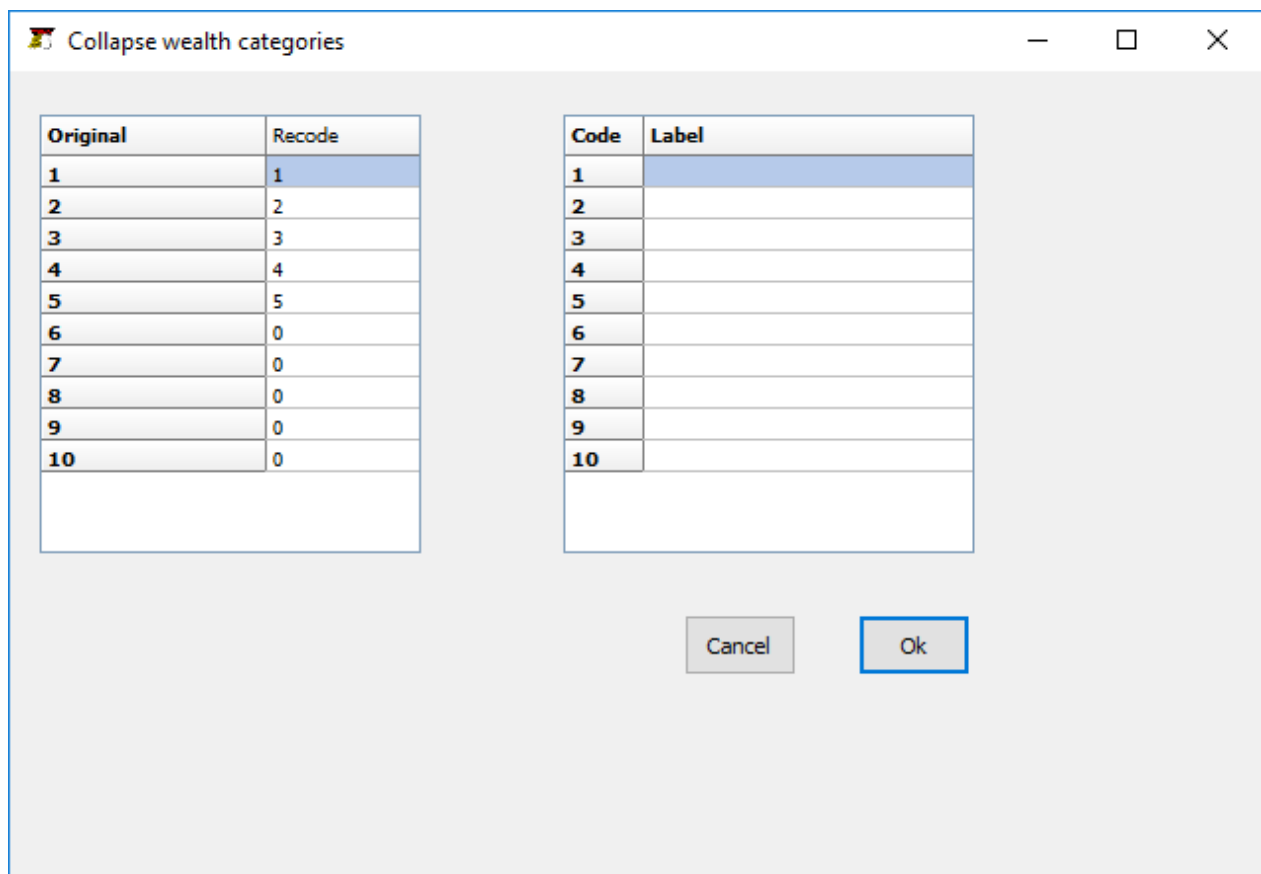 Collapse wealth categories
Original Recode Code Label
1 1 1
2 2 2
3 3 3
4 4 4
5 5 5
6 0 6
7 0 7
8 0 8
9 0 9
10 0 10
Cancel Ok